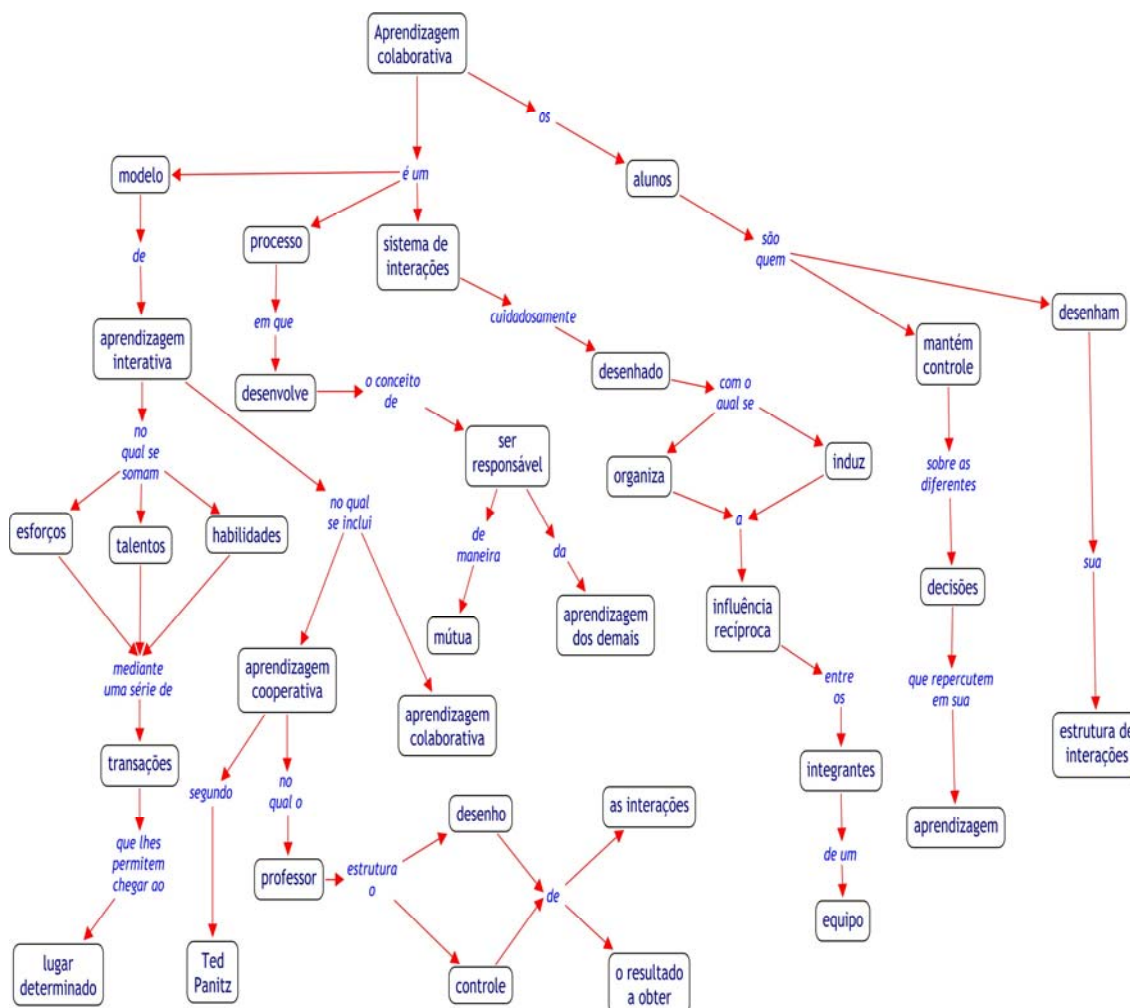 Aprendizagem
colaborativa
os
modelo
é um
alunos
processo
sistema de
interações
são
quem
de
em que
cuidadosamente
desenham
aprendizagem
interativa
mantém
controle
desenvolve
o conceito
de
desenhado
com o
qual se
no
qual se
somam
ser
responsável
organiza
induz
sobre as
diferentes
esforços
talentos
habilidades
no qual
se inclui
de
maneira
da
a
sua
mútua
aprendizagem
dos demais
influência
recíproca
decisões
mediante
uma série de
aprendizagem
cooperativa
aprendizagem
colaborativa
entre
os
que repercutem
em sua
estrutura de
interações
transações
segundo
no
qual o
integrantes
desenho
as interações
aprendizagem
que lhes
permitem
chegar ao
professor
estrutura
o
de
de um
equipo
lugar
determinado
Ted
Panitz
controle
o resultado
a obter